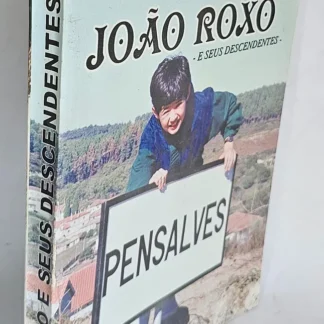 JOÃO ROXO
- E SEUS DESCENDENTES -
PENSALVES
O E SEUS DESCENDENTES